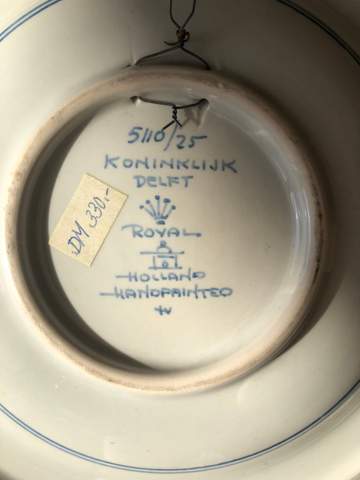 5110/25
KONINKLIJK
DELFT
DM 330,-
ROYAL
HOLLAND
HANDPAINTED